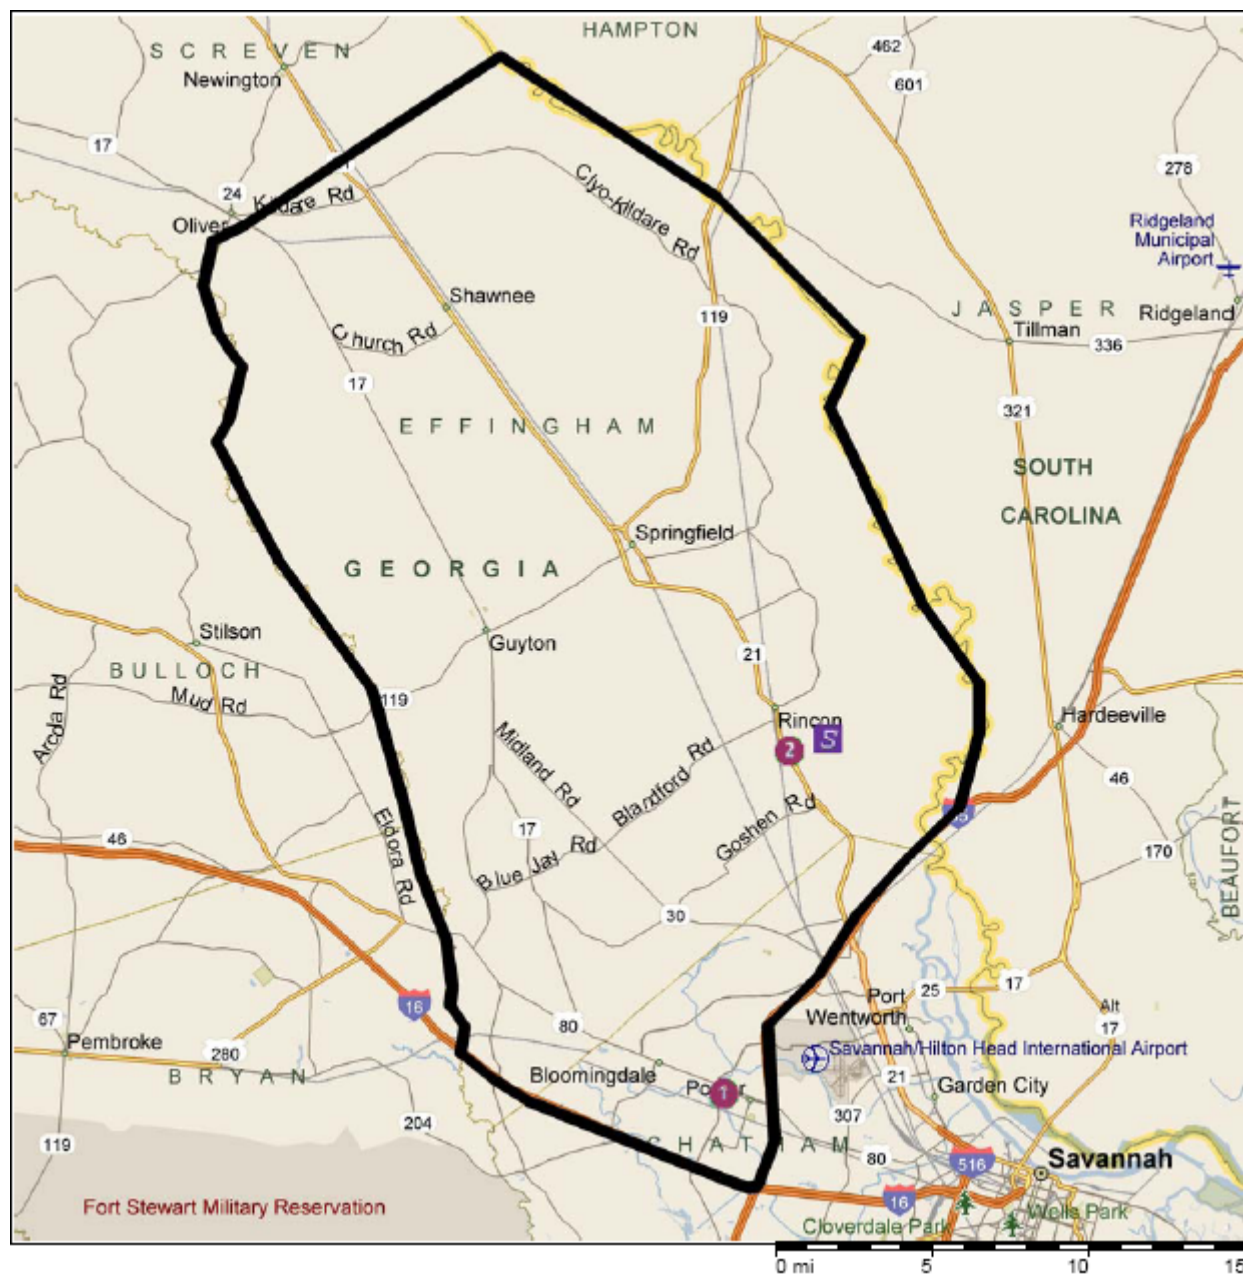 HAMPTON
SCREVEN
Newington
462
601
17
278
24
Kildare Rd
Oliver
Clyo-Kildare Rd
Ridgeland
Municipal
Airport
Shawnee
119
JASPER
Ridgeland
Tillman
336
Church Rd
17
321
EFFINGHAM
SOUTH
CAROLINA
Springfield
GEORGIA
Stilson
Guyton
BULLOCH
21
Mud Rd
119
Arcola Rd
Rincon
Hardeeville
2
S
Midland Rd
Blandford Rd
46
Goshen Rd
Eldora Rd
17
46
Blue Jay Rd
170
BEAUFORT
30
16
Port
Wentworth
25
17
Alt
17
67
80
Pembroke
280
Savannah/Hilton Head International Airport
BRYAN
Bloomingdale
21
Garden City
1
307
204
119
CHATHAM
80
516
Savannah
16
Fort Stewart Military Reservation
Wells Park
Cloverdale Park
0 mi 5 10 15